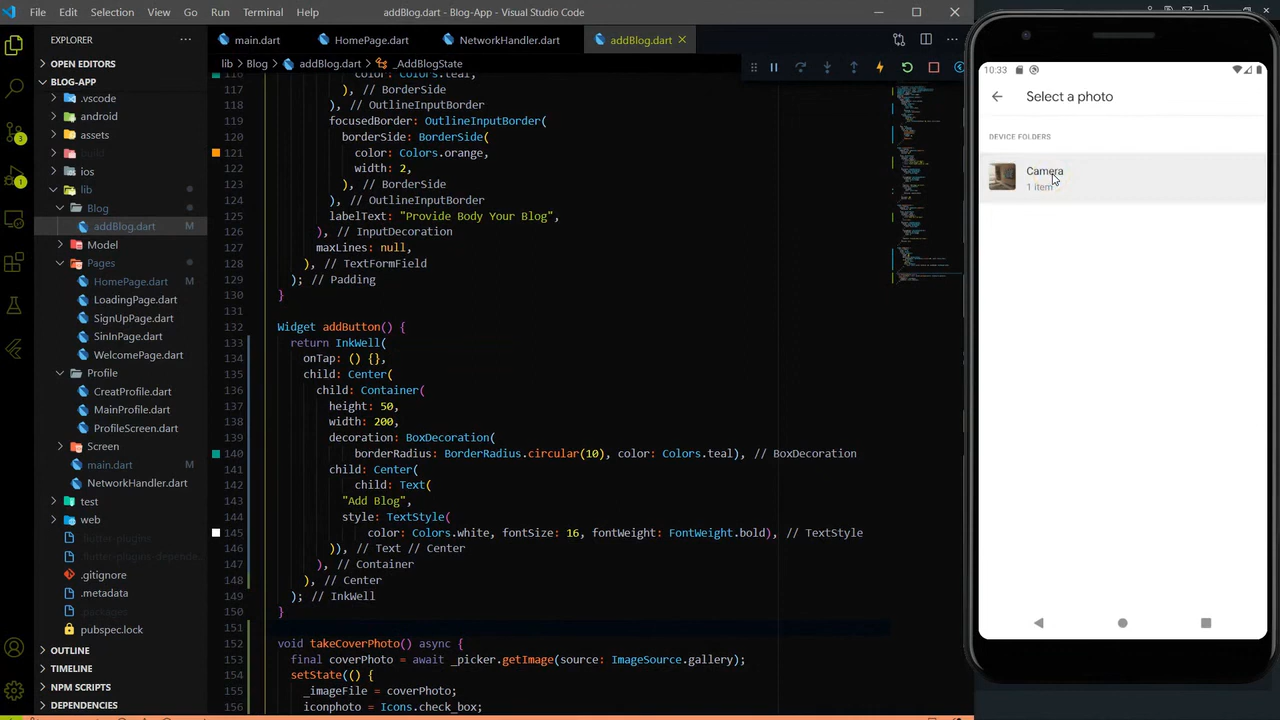 File Edit Selection View Go Run Terminal Help
addBlog.dart - Blog-App - Visual Studio Code
EXPLORER
main.dart
HomePage.dart
NetworkHandler.dart
addBlog.dart
OPEN EDITORS
lib > Blog > addBlog.dart > _AddBlogState
BLOG-APP
.vscode
android
assets
build
ios
lib
Blog
addBlog.dart M
Model
Pages
HomePage.dart M
LoadingPage.dart
SignUpPage.dart
SinInPage.dart
WelcomePage.dart
Profile
CreatProfile.dart
MainProfile.dart
ProfileScreen.dart
Screen
main.dart M
NetworkHandler.dart
test
web
.flutter-plugins
.flutter-plugins-depende...
.gitignore
.metadata
.packages
pubspec.lock
OUTLINE
TIMELINE
NPM SCRIPTS
DEPENDENCIES
3
1
116 color: Colors.teal,
117 ), // BorderSide
118 ), // OutlineInputBorder
119 focusedBorder: OutlineInputBorder(
120 borderSide: BorderSide(
121 color: Colors.orange,
122 width: 2,
123 ), // BorderSide
124 ), // OutlineInputBorder
125 labelText: "Provide Body Your Blog",
126 ), // InputDecoration
127 maxLines: null,
128 ), // TextFormField
129 ); // Padding
130 }
131
132 Widget addButton() {
133 return InkWell(
134 onTap: () {},
135 child: Center(
136 child: Container(
137 height: 50,
138 width: 200,
139 decoration: BoxDecoration(
140 borderRadius: BorderRadius.circular(10), color: Colors.teal), // BoxDecoration
141 child: Center(
142 child: Text(
143 "Add Blog",
144 style: TextStyle(
145 color: Colors.white, fontSize: 16, fontWeight: FontWeight.bold), // TextStyle
146 )), // Text // Center
147 ), // Container
148 ), // Center
149 ); // InkWell
150 }
151
152 void takeCoverPhoto() async {
153 final coverPhoto = await _picker.getImage(source: ImageSource.gallery);
154 setState(() {
155 _imageFile = coverPhoto;
156 iconphoto = Icons.check_box;
10:33
Select a photo
DEVICE FOLDERS
Camera
1 item